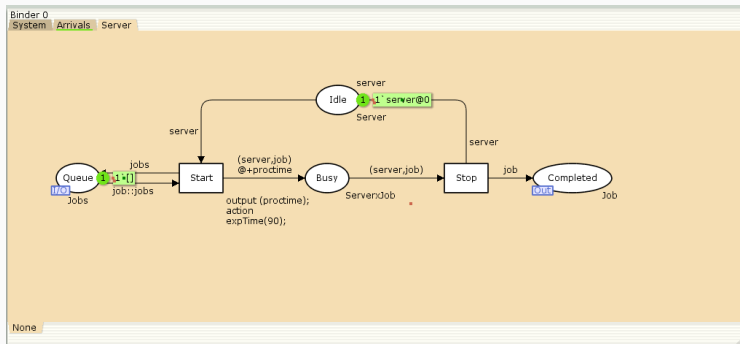 Binder 0
System Arrivals Server
server
Idle
1
1`server@0
Server
server
server
jobs
(server,job)
@+proctime
(server,job)
job
Queue
1
1`[]
Start
Busy
Stop
Completed
I/O
job::jobs
Out
Jobs
ServerxJob
Job
output (proctime);
action
expTime(90);
None